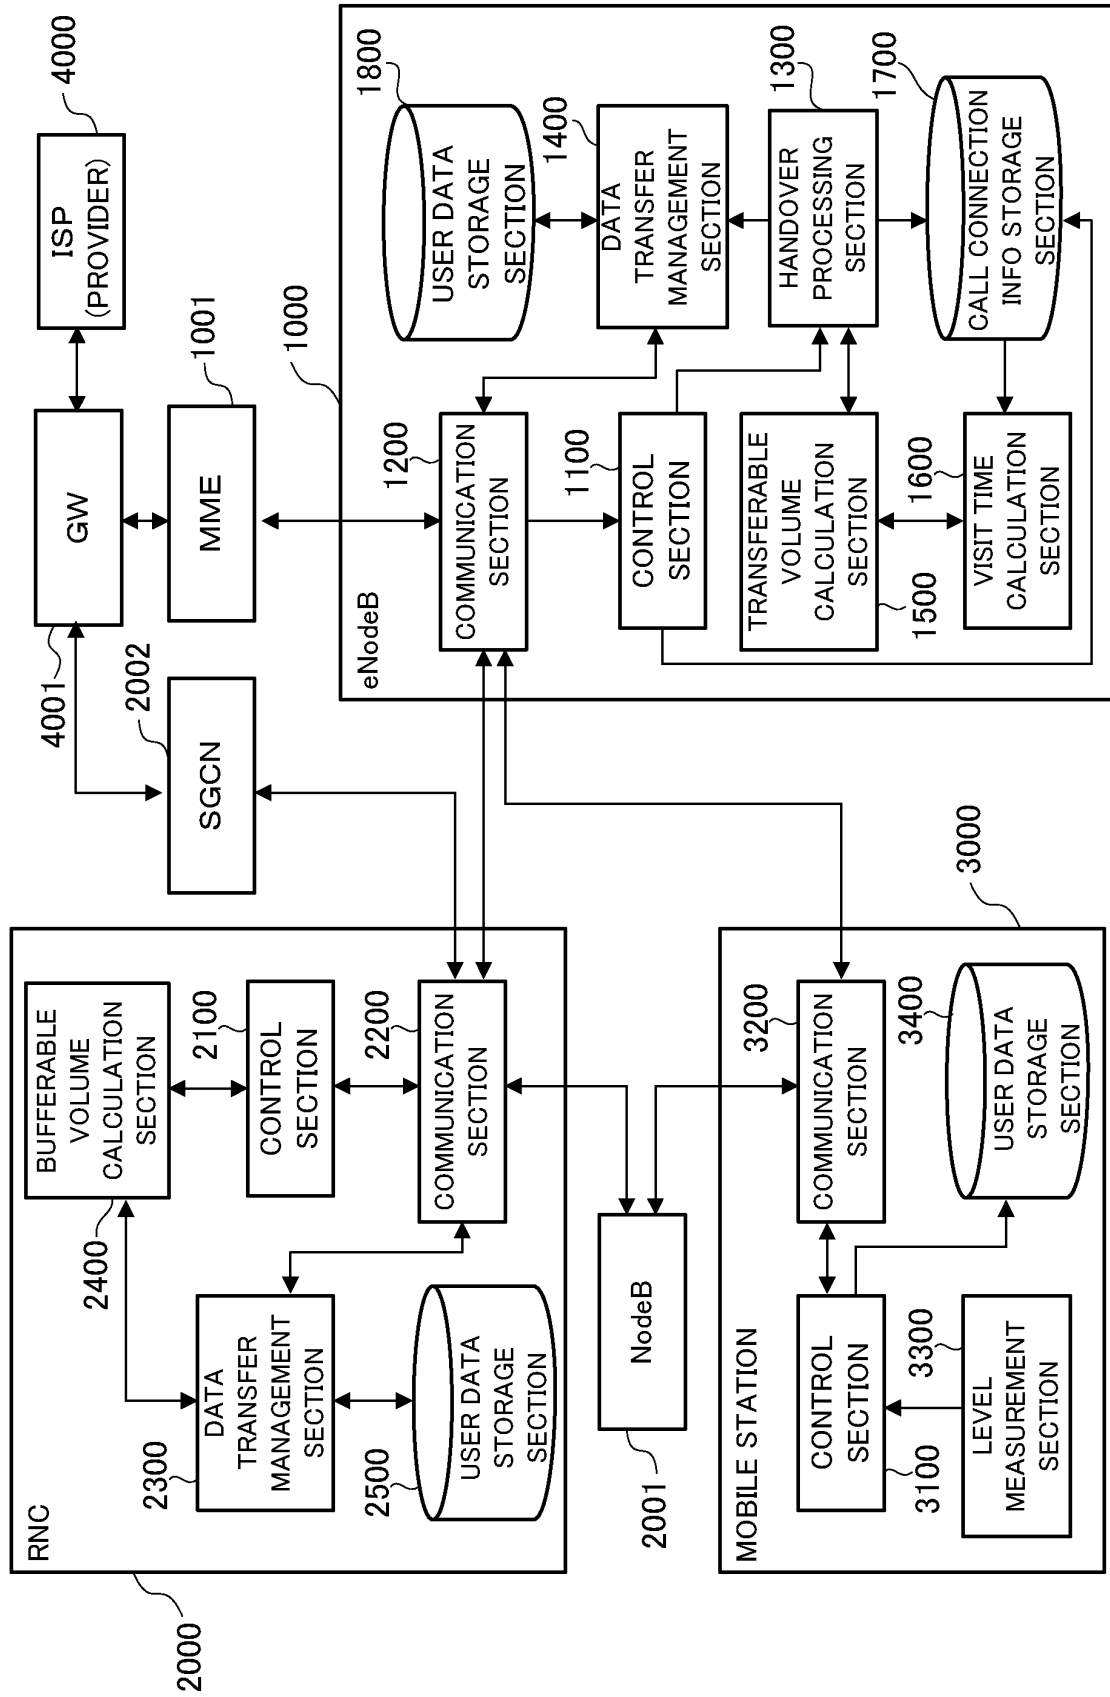 2000
RNC
2300
DATA
TRANSFER
MANAGEMENT
SECTION
2400
BUFFERABLE
VOLUME
CALCULATION
SECTION
2100
CONTROL
SECTION
2500
USER DATA
STORAGE
SECTION
2200
COMMUNICATION
SECTION
2001
NodeB
MOBILE STATION
3000
3100
CONTROL
SECTION
3200
COMMUNICATION
SECTION
3300
LEVEL
MEASUREMENT
SECTION
3400
USER DATA
STORAGE
SECTION
4001
GW
4000
ISP
(PROVIDER)
2002
SGCN
1001
MME
1000
eNodeB
1200
COMMUNICATION
SECTION
1800
USER DATA
STORAGE
SECTION
1100
CONTROL
SECTION
1400
DATA
TRANSFER
MANAGEMENT
SECTION
1500
TRANSFERABLE
VOLUME
CALCULATION
SECTION
1300
HANDOVER
PROCESSING
SECTION
1600
VISIT TIME
CALCULATION
SECTION
1700
CALL CONNECTION
INFO STORAGE
SECTION